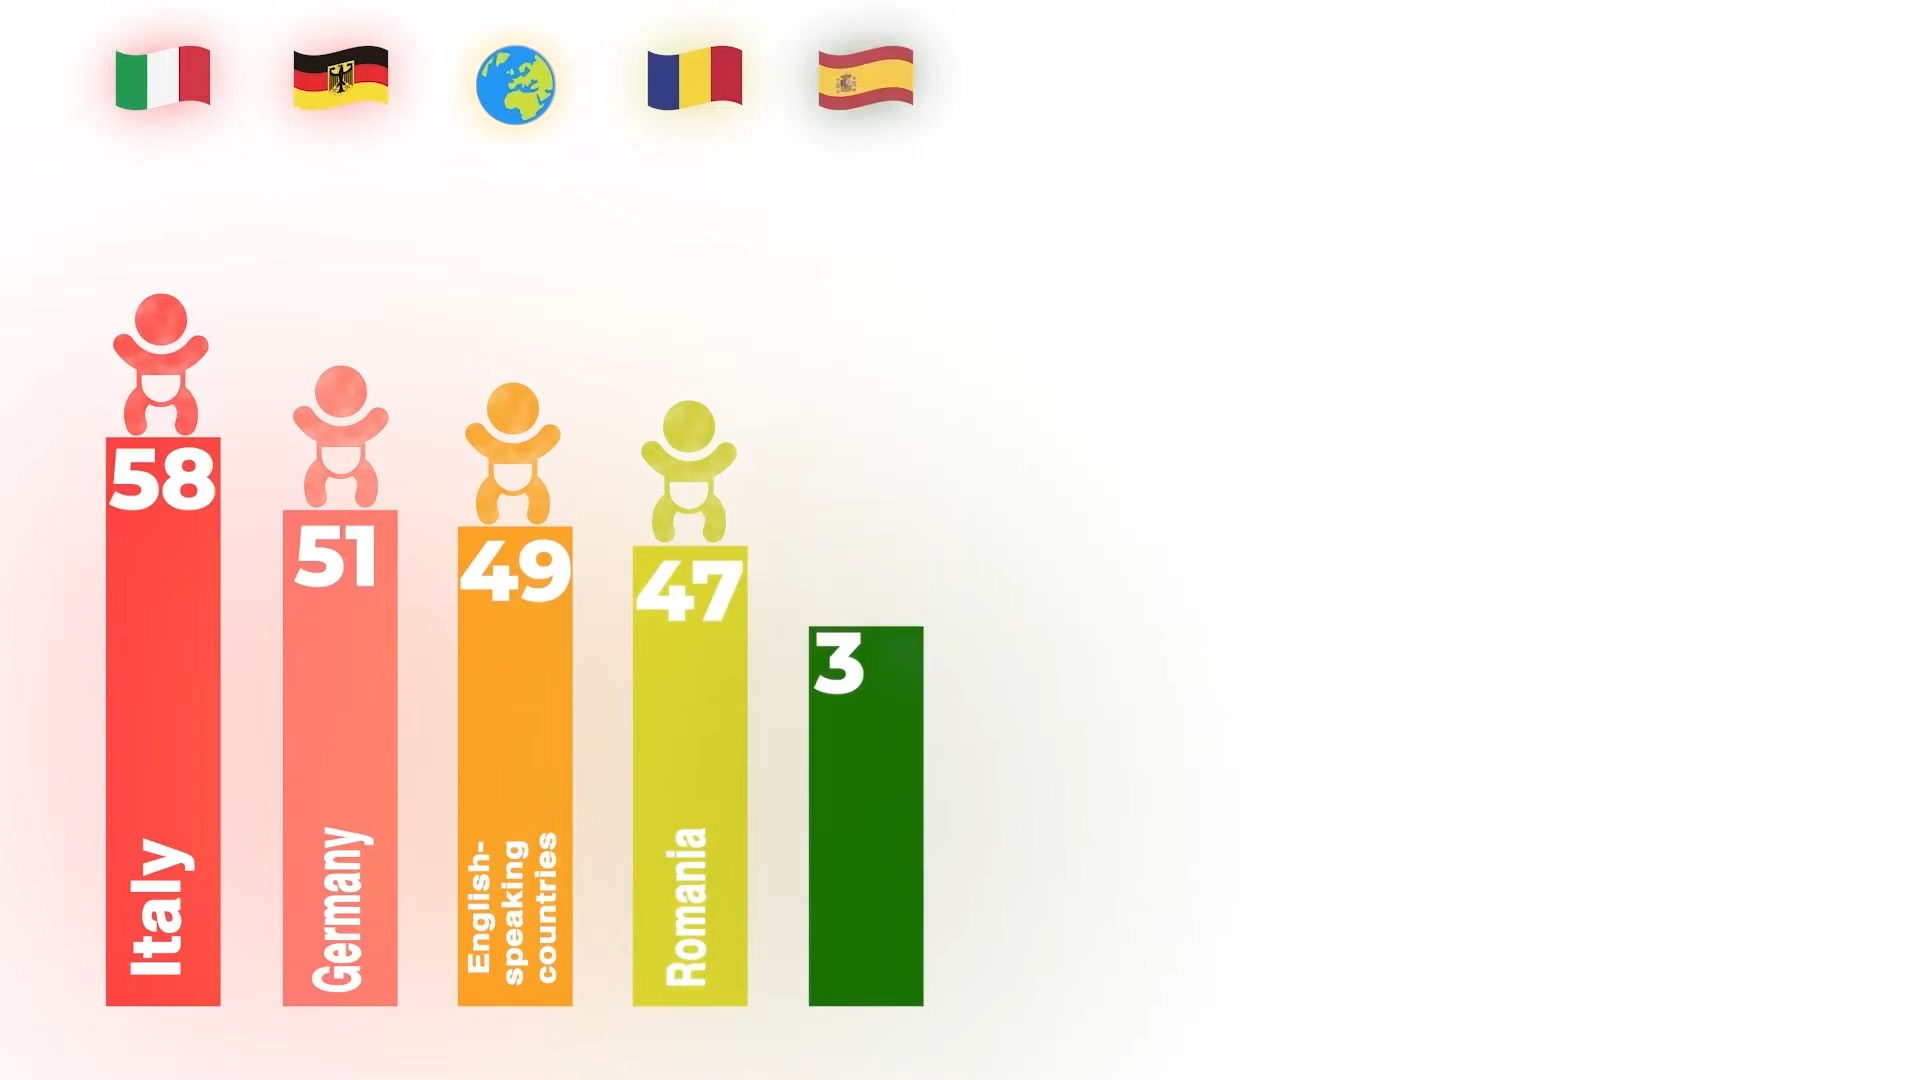 58
51
49
47
3
Italy
Germany
English-
speaking
countries
Romania